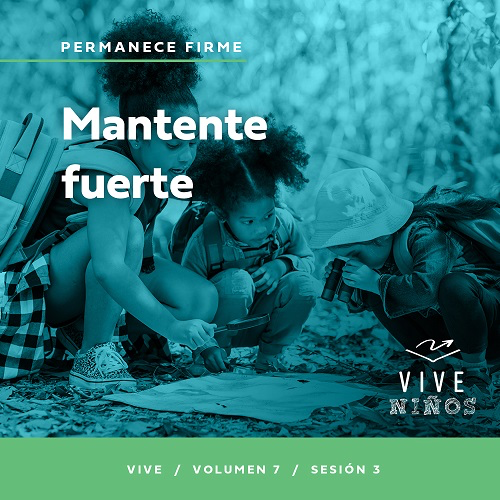 PERMANECE FIRME
Mantente
fuerte
VIVE
NIÑOS
VIVE / VOLUMEN 7 / SESIÓN 3